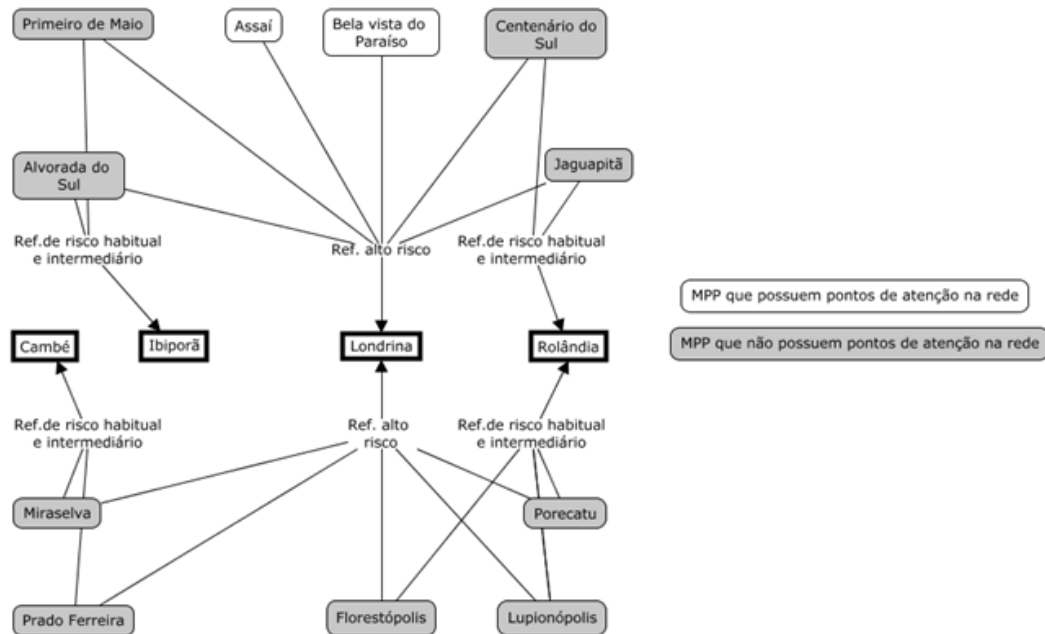 Primeiro de Maio
Assaí
Bela vista do
Paraíso
Centenário do
Sul
Alvorada do
Sul
Jaguapitã
Ref.de risco habitual
e intermediário
Ref. alto risco
Ref.de risco habitual
e intermediário
MPP que possuem pontos de atenção na rede
MPP que não possuem pontos de atenção na rede
Cambé
Ibiporã
Londrina
Rolândia
Ref.de risco habitual
e intermediário
Ref. alto
risco
Ref.de risco habitual
e intermediário
Miraselva
Porecatu
Prado Ferreira
Florestópolis
Lupionópolis